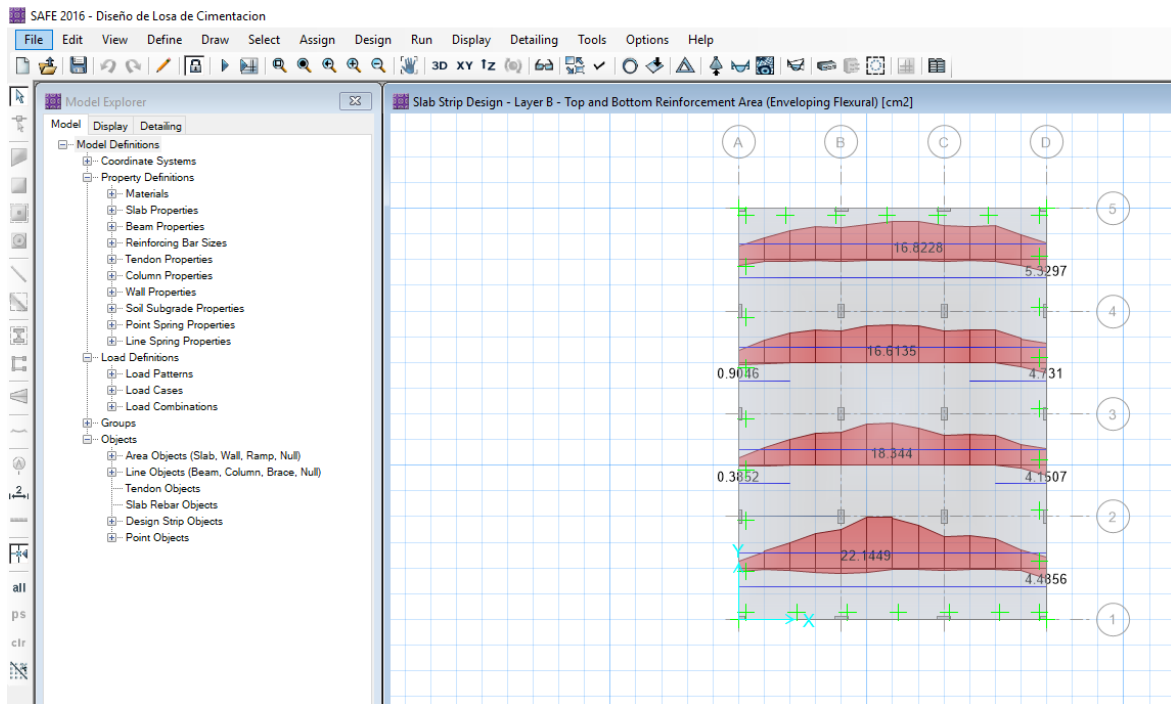 SAFE 2016 - Diseño de Losa de Cimentacion
File Edit View Define Draw Select Assign Design Run Display Detailing Tools Options Help
3D XY
Model Explorer
Model Display Detailing
Model Definitions
Coordinate Systems
Property Definitions
Materials
Slab Properties
Beam Properties
Reinforcing Bar Sizes
Tendon Properties
Column Properties
Wall Properties
Soil Subgrade Properties
Point Spring Properties
Line Spring Properties
Load Definitions
Load Patterns
Load Cases
Load Combinations
Groups
Objects
Area Objects (Slab, Wall, Ramp, Null)
Line Objects (Beam, Column, Brace, Null)
Tendon Objects
Slab Rebar Objects
Design Strip Objects
Point Objects
all
ps
clr
Slab Strip Design - Layer B - Top and Bottom Reinforcement Area (Enveloping Flexural) [cm2]
A B C D
5
16.8228
5.3297
4
16.6135
0.9046 4.731
3
18.344
0.3852 4.1507
2
22.1449
Y
4.4856
X
1